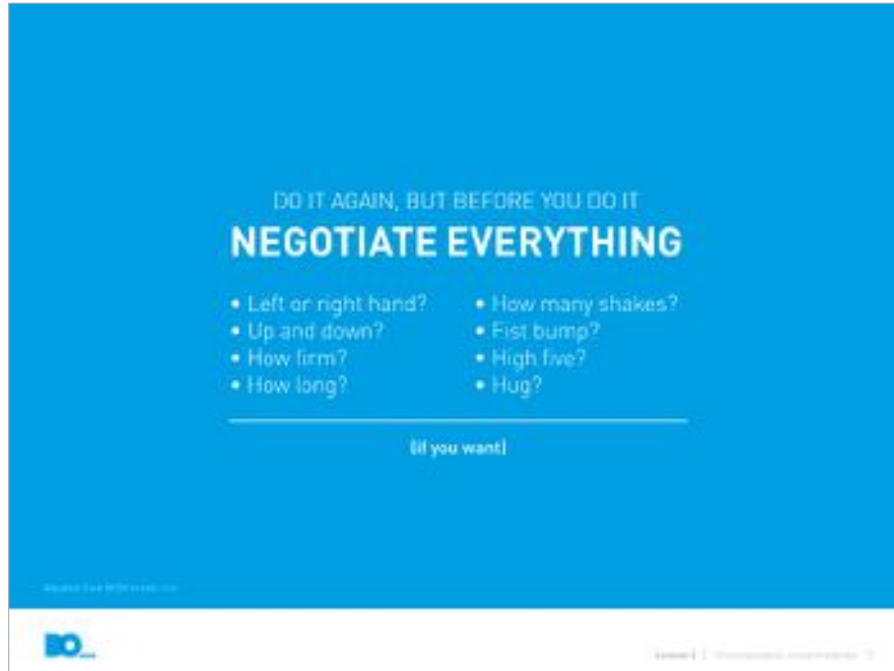 DO IT AGAIN, BUT BEFORE YOU DO IT
NEGOTIATE EVERYTHING
• Left or right hand?
• Up and down?
• How firm?
• How long?
• How many shakes?
• Fist bump?
• High five?
• Hug?
(if you want)